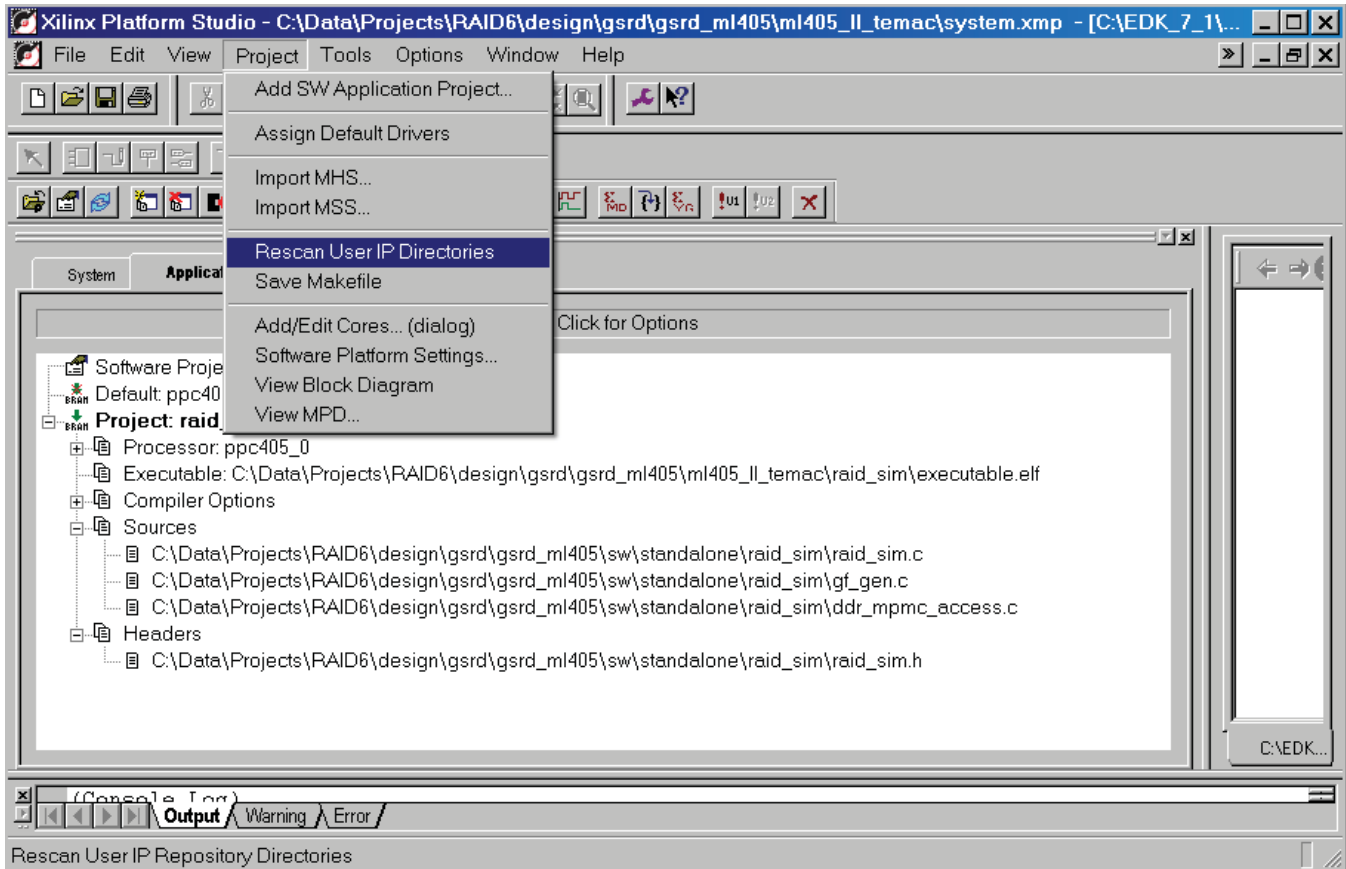 Xilinx Platform Studio - C:\Data\Projects\RAID6\design\gsrd\gsrd_ml405\ml405_ll_temac\system.xmp - [C:\EDK_7_1\...
File Edit View Project Tools Options Window Help
Add SW Application Project...
Assign Default Drivers
Import MHS...
Import MSS...
Rescan User IP Directories
Save Makefile
Add/Edit Cores... (dialog)
Software Platform Settings...
View Block Diagram
View MPD...
System
Click for Options
Software
Default: ppc40
Project: raid_
Processor: ppc405_0
Executable: C:\Data\Projects\RAID6\design\gsrd\gsrd_ml405\ml405_ll_temac\raid_sim\executable.elf
Compiler Options
Sources
C:\Data\Projects\RAID6\design\gsrd\gsrd_ml405\sw\standalone\raid_sim\raid_sim.c
C:\Data\Projects\RAID6\design\gsrd\gsrd_ml405\sw\standalone\raid_sim\gf_gen.c
C:\Data\Projects\RAID6\design\gsrd\gsrd_ml405\sw\standalone\raid_sim\ddr_mpmc_access.c
Headers
C:\Data\Projects\RAID6\design\gsrd\gsrd_ml405\sw\standalone\raid_sim\raid_sim.h
C:\EDK...
Output Warning Error
Rescan User IP Repository Directories